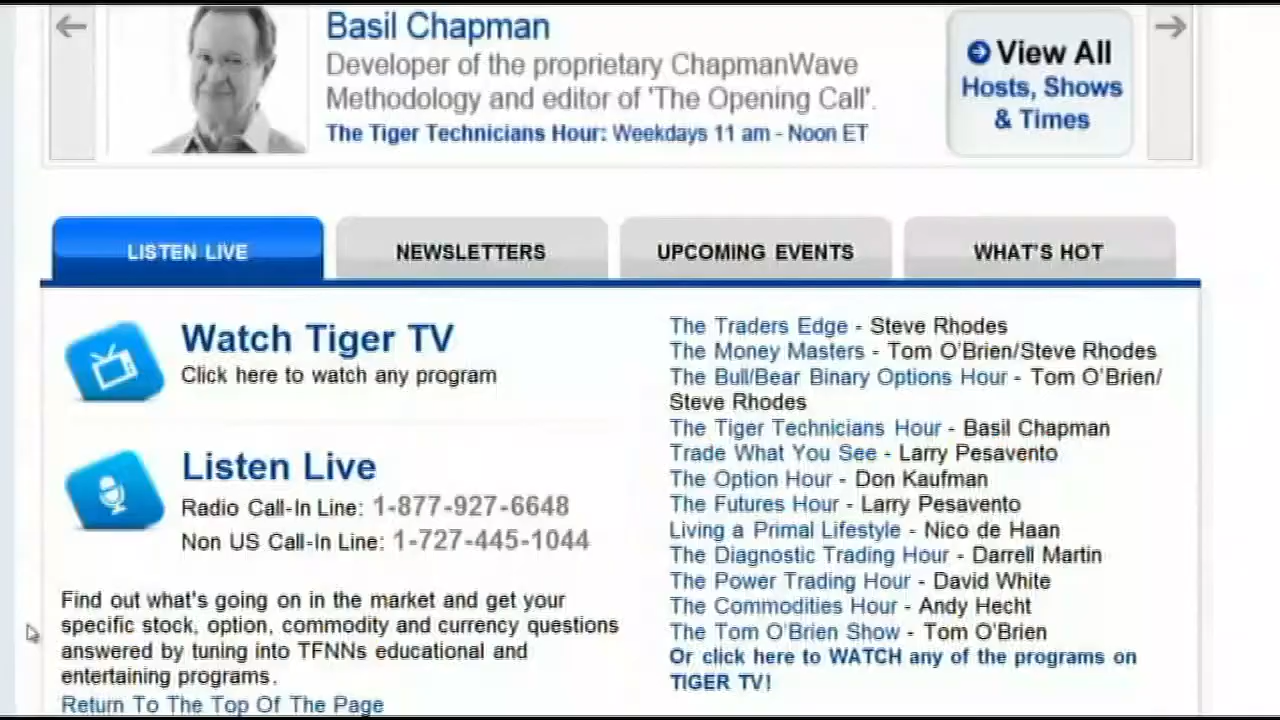 Basil Chapman
Developer of the proprietary ChapmanWave
Methodology and editor of 'The Opening Call'.
The Tiger Technicians Hour: Weekdays 11 am - Noon ET
View All
Hosts, Shows
& Times
LISTEN LIVE
NEWSLETTERS
UPCOMING EVENTS
WHAT'S HOT
Watch Tiger TV
Click here to watch any program
Listen Live
Radio Call-In Line: 1-877-927-6648
Non US Call-In Line: 1-727-445-1044
Find out what's going on in the market and get your
specific stock, option, commodity and currency questions
answered by tuning into TFNNs educational and
entertaining programs.
Return To The Top Of The Page
The Traders Edge - Steve Rhodes
The Money Masters - Tom O'Brien/Steve Rhodes
The Bull/Bear Binary Options Hour - Tom O'Brien/
Steve Rhodes
The Tiger Technicians Hour - Basil Chapman
Trade What You See - Larry Pesavento
The Option Hour - Don Kaufman
The Futures Hour - Larry Pesavento
Living a Primal Lifestyle - Nico de Haan
The Diagnostic Trading Hour - Darrell Martin
The Power Trading Hour - David White
The Commodities Hour - Andy Hecht
The Tom O'Brien Show - Tom O'Brien
Or click here to WATCH any of the programs on
TIGER TV!